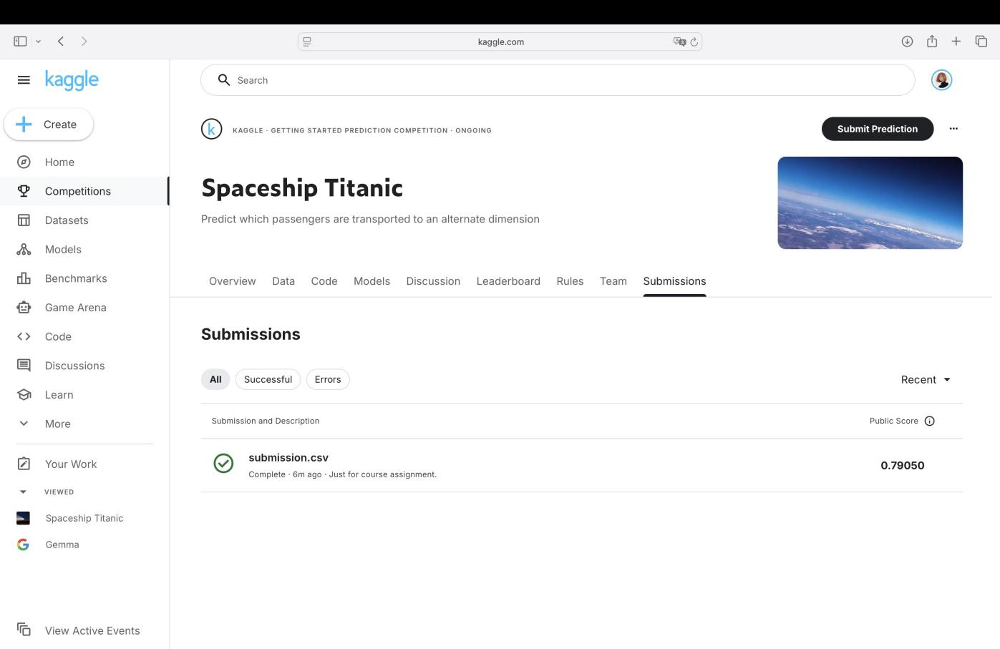 kaggle.com
kaggle
Search
Create
Home
Competitions
Datasets
Models
Benchmarks
Game Arena
Code
Discussions
Learn
More
Your Work
VIEWED
Spaceship Titanic
Gemma
View Active Events
k
KAGGLE · GETTING STARTED PREDICTION COMPETITION · ONGOING
Submit Prediction
Spaceship Titanic
Predict which passengers are transported to an alternate dimension
Overview Data Code Models Discussion Leaderboard Rules Team Submissions
Submissions
All Successful Errors
Recent
Submission and Description Public Score
submission.csv
Complete · 6m ago · Just for course assignment.
0.79050